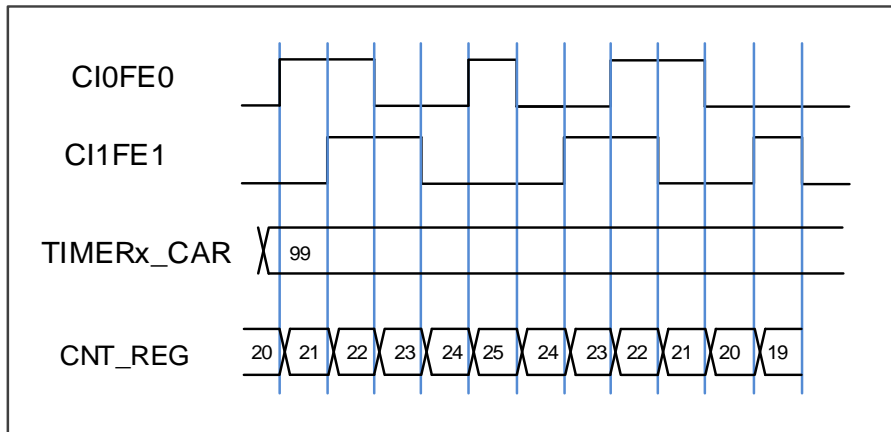 CI0FE0
CI1FE1
TIMERx_CAR 99
CNT_REG 20 21 22 23 24 25 24 23 22 21 20 19